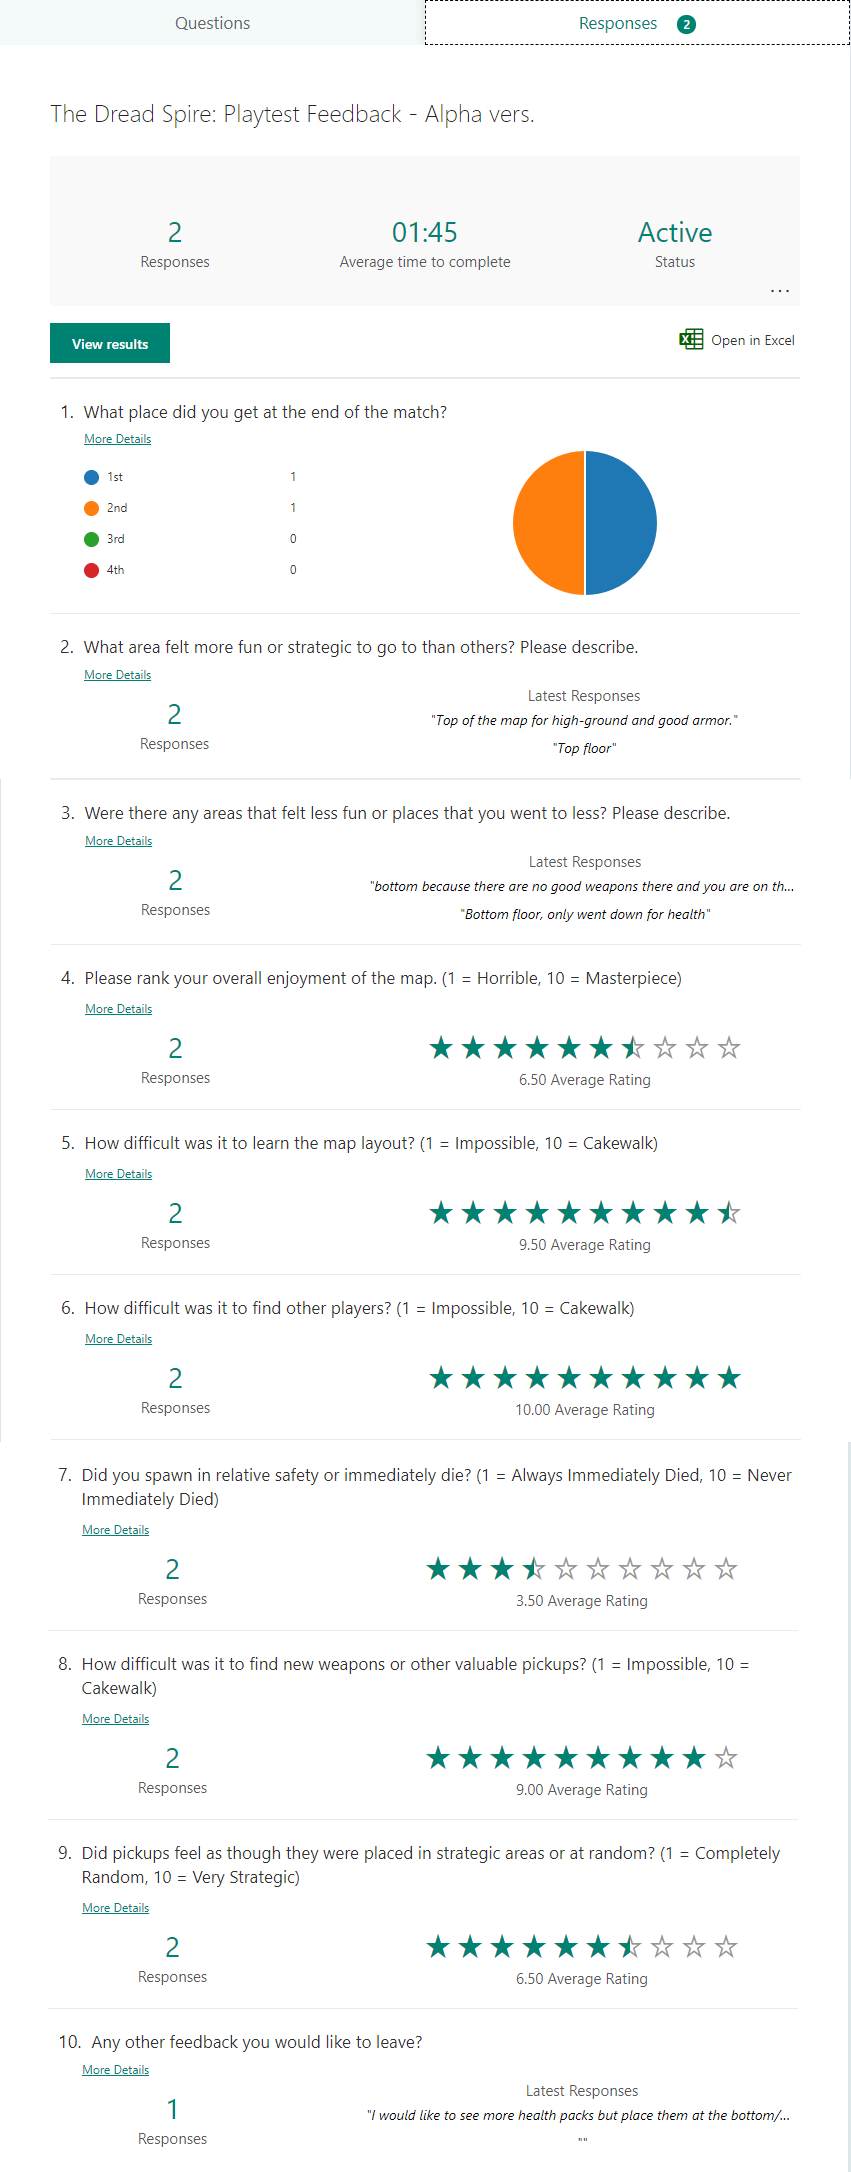 Questions
Responses 2
The Dread Spire: Playtest Feedback - Alpha vers.
2
Responses
01:45
Average time to complete
Active
Status
...
View results
Open in Excel
1. What place did you get at the end of the match?
More Details
1st 1
2nd 1
3rd 0
4th 0
2. What area felt more fun or strategic to go to than others? Please describe.
More Details
2
Responses
Latest Responses
"Top of the map for high-ground and good armor."
"Top floor"
3. Were there any areas that felt less fun or places that you went to less? Please describe.
More Details
2
Responses
Latest Responses
"bottom because there are no good weapons there and you are on th...
"Bottom floor, only went down for health"
4. Please rank your overall enjoyment of the map. (1 = Horrible, 10 = Masterpiece)
More Details
2
Responses
6.50 Average Rating
5. How difficult was it to learn the map layout? (1 = Impossible, 10 = Cakewalk)
More Details
2
Responses
9.50 Average Rating
6. How difficult was it to find other players? (1 = Impossible, 10 = Cakewalk)
More Details
2
Responses
10.00 Average Rating
7. Did you spawn in relative safety or immediately die? (1 = Always Immediately Died, 10 = Never
Immediately Died)
More Details
2
Responses
3.50 Average Rating
8. How difficult was it to find new weapons or other valuable pickups? (1 = Impossible, 10 =
Cakewalk)
More Details
2
Responses
9.00 Average Rating
9. Did pickups feel as though they were placed in strategic areas or at random? (1 = Completely
Random, 10 = Very Strategic)
More Details
2
Responses
6.50 Average Rating
10. Any other feedback you would like to leave?
More Details
1
Responses
Latest Responses
"I would like to see more health packs but place them at the bottom/...
""